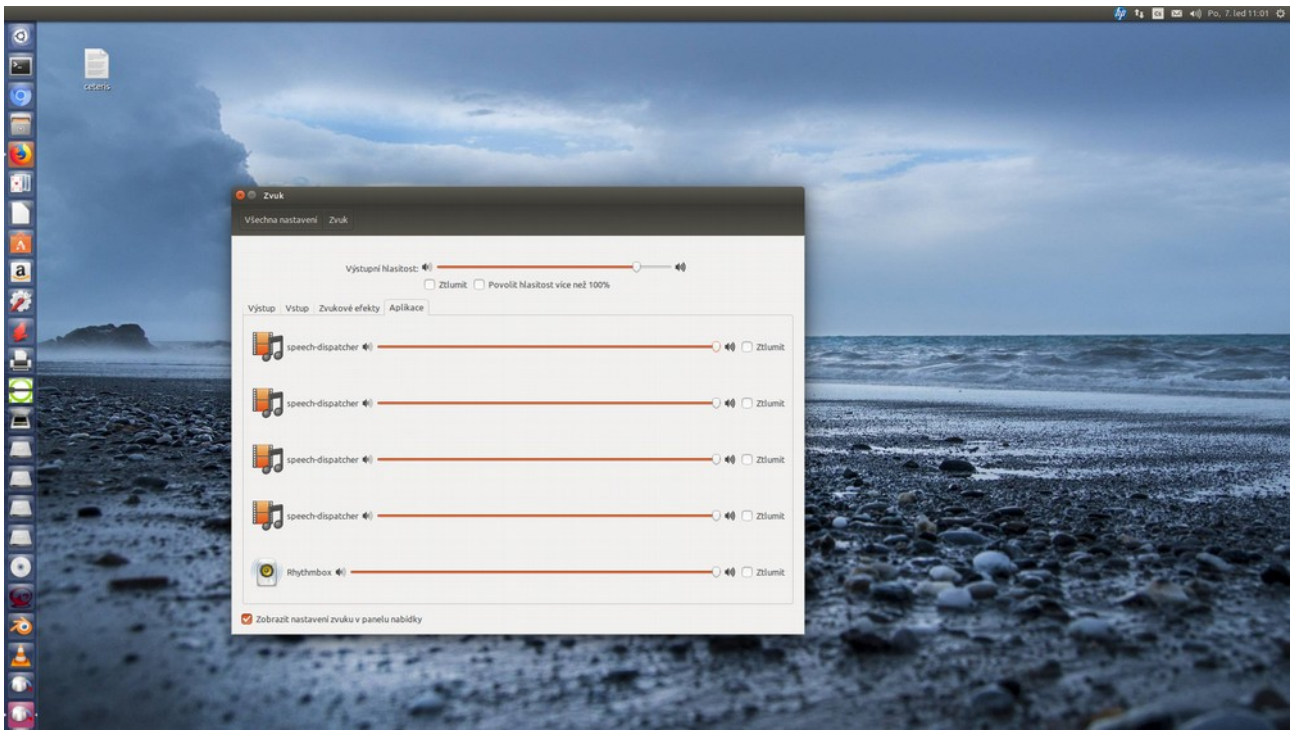 Po, 7. led 11:01
ceteris
Zvuk
Všechna nastavení Zvuk
Výstupní hlasitost:
Ztlumit Povolit hlasitost více než 100%
Výstup Vstup Zvukové efekty Aplikace
speech-dispatcher Ztlumit
speech-dispatcher Ztlumit
speech-dispatcher Ztlumit
speech-dispatcher Ztlumit
Rhythmbox Ztlumit
Zobrazit nastavení zvuku v panelu nabídky